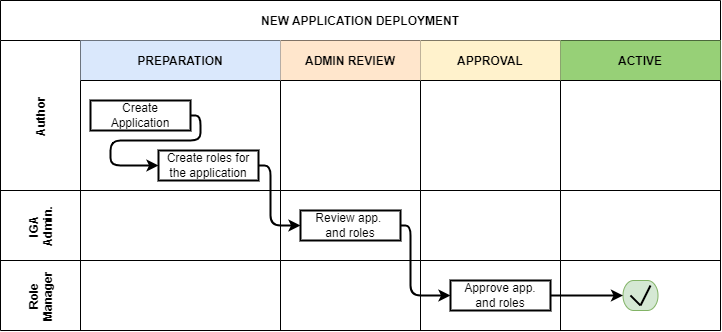 NEW APPLICATION DEPLOYMENT
PREPARATION
ADMIN REVIEW
APPROVAL
ACTIVE
Author
Create
Application
Create roles for
the application
IGA
Admin.
Review app.
and roles
Role
Manager
Approve app.
and roles